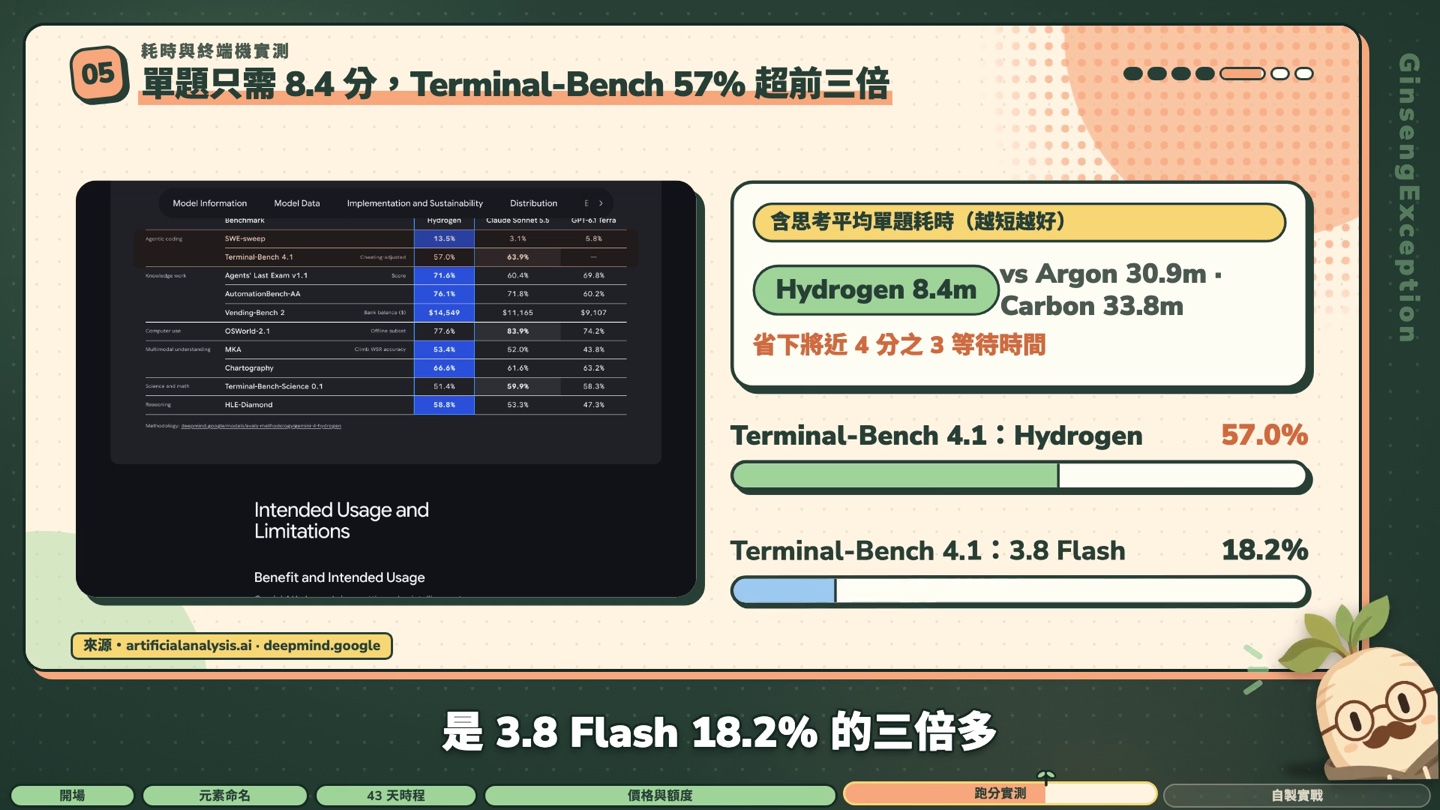 05
耗時與終端機實測
單題只需 8.4 分，Terminal-Bench 57% 超前三倍
GinsengException
Model Information Model Data Implementation and Sustainability Distribution E
Benchmark Hydrogen Claude Sonnet 5.5 GPT-6.1 Terra
Agentic coding SWE-sweep 13.5% 3.1% 5.8%
Terminal-Bench 4.1 Cheating-adjusted 57.0% 63.9% —
Knowledge work Agents' Last Exam v1.1 Score 71.6% 60.4% 69.8%
AutomationBench-AA 76.1% 71.8% 60.2%
Vending-Bench 2 Bank balance ($) $14,549 $11,165 $9,107
Computer use OSWorld-2.1 Offline subset 77.6% 83.9% 74.2%
Multimodal understanding MKA Climb WSR accuracy 53.4% 52.0% 43.8%
Chartography 66.6% 61.6% 63.2%
Science and math Terminal-Bench-Science 0.1 51.4% 59.9% 58.3%
Reasoning HLE-Diamond 58.8% 53.3% 47.3%
Methodology:
Intended Usage and
Limitations
Benefit and Intended Usage
含思考平均單題耗時（越短越好）
Hydrogen 8.4m
vs Argon 30.9m ·
Carbon 33.8m
省下將近 4 分之 3 等待時間
Terminal-Bench 4.1：Hydrogen 57.0%
Terminal-Bench 4.1：3.8 Flash 18.2%
來源・artificialanalysis.ai · deepmind.google
是 3.8 Flash 18.2% 的三倍多
開場 元素命名 43 天時程 價格與額度 跑分實測 自製實戰